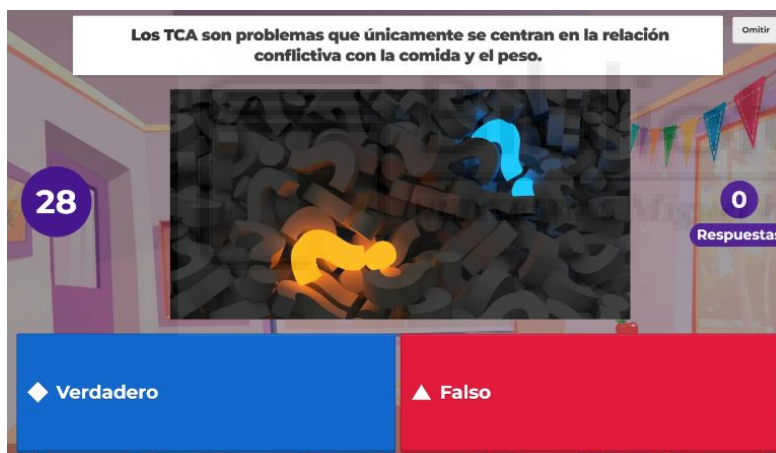 Los TCA son problemas que únicamente se centran en la relación
conflictiva con la comida y el peso.
Omitir
28
0
Respuestas
Verdadero
Falso